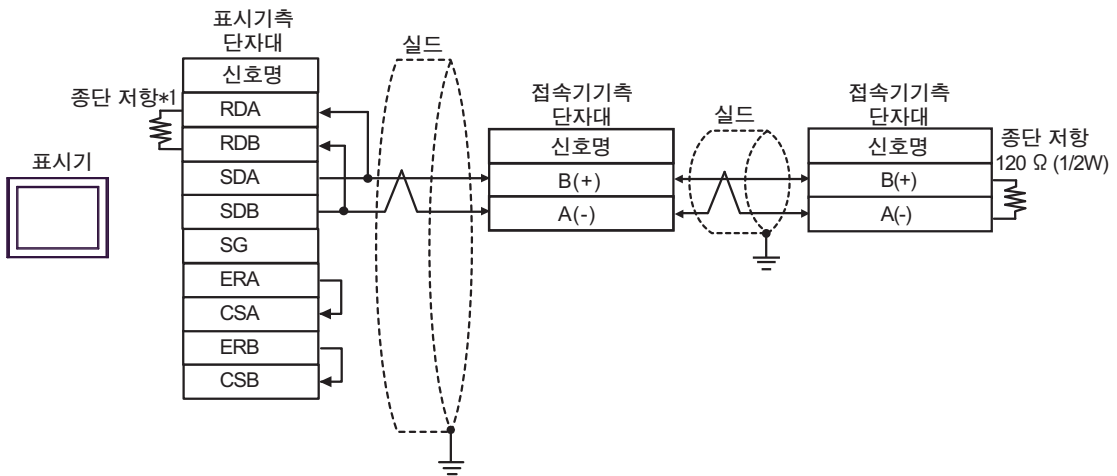 표시기
종단 저항*1
표시기측
단자대
신호명
RDA
RDB
SDA
SDB
SG
ERA
CSA
ERB
CSB
실드
접속기기측
단자대
신호명
B(+)
A(-)
실드
접속기기측
단자대
신호명
B(+)
A(-)
종단 저항
120 Ω (1/2W)